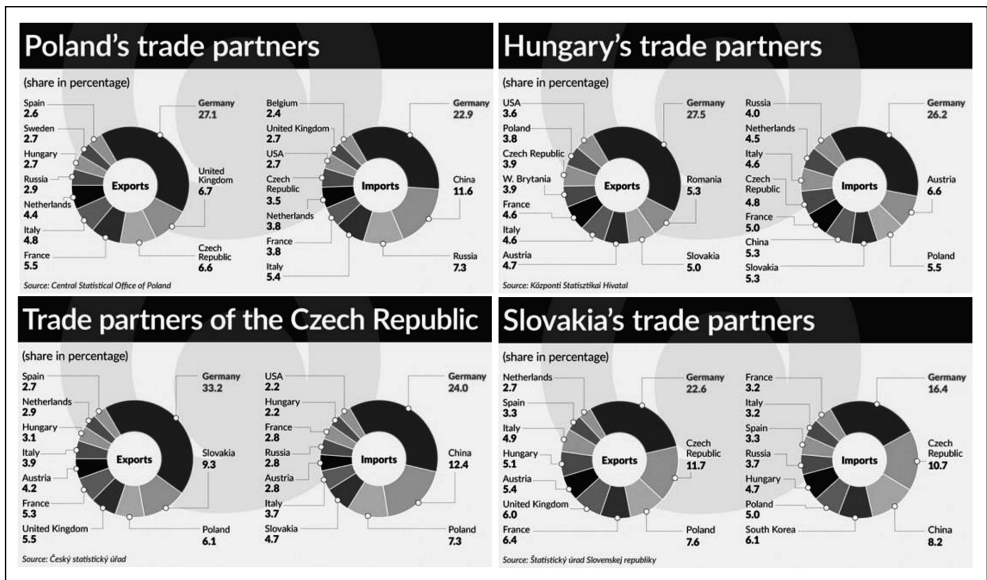 Poland's trade partners
(share in percentage)
Spain
2.6
Sweden
2.7
Hungary
2.7
Russia
2.9
Netherlands
4.4
Italy
4.8
France
5.5
Exports
Germany
27.1
United
Kingdom
6.7
Czech
Republic
6.6
Belgium
2.4
United Kingdom
2.7
USA
2.7
Czech
Republic
3.5
Netherlands
3.8
France
3.8
Italy
5.4
Imports
Germany
22.9
China
11.6
Russia
7.3
Source: Central Statistical Office of Poland
Hungary's trade partners
(share in percentage)
USA
3.6
Poland
3.8
Czech Republic
3.9
W. Brytania
3.9
France
4.6
Italy
4.6
Austria
4.7
Exports
Germany
27.5
Romania
5.3
Slovakia
5.0
Russia
4.0
Netherlands
4.5
Italy
4.6
Czech
Republic
4.8
France
5.0
China
5.3
Slovakia
5.3
Imports
Germany
26.2
Austria
6.6
Poland
5.5
Source: Központi Statisztikai Hivatal
Trade partners of the Czech Republic
(share in percentage)
Spain
2.7
Netherlands
2.9
Hungary
3.1
Italy
3.9
Austria
4.2
France
5.3
United Kingdom
5.5
Exports
Germany
33.2
Slovakia
9.3
Poland
6.1
USA
2.2
Hungary
2.2
France
2.8
Russia
2.8
Austria
2.8
Italy
3.7
Slovakia
4.7
Imports
Germany
24.0
China
12.4
Poland
7.3
Source: Český statistický úřad
Slovakia's trade partners
(share in percentage)
Netherlands
2.7
Spain
3.3
Italy
4.9
Hungary
5.1
Austria
5.4
United Kingdom
6.0
France
6.4
Exports
Germany
22.6
Czech
Republic
11.7
Poland
7.6
France
3.2
Italy
3.2
Spain
3.3
Russia
3.7
Hungary
4.7
Poland
5.0
South Korea
6.1
Imports
Germany
16.4
Czech
Republic
10.7
China
8.2
Source: Štatistický úrad Slovenskej republiky